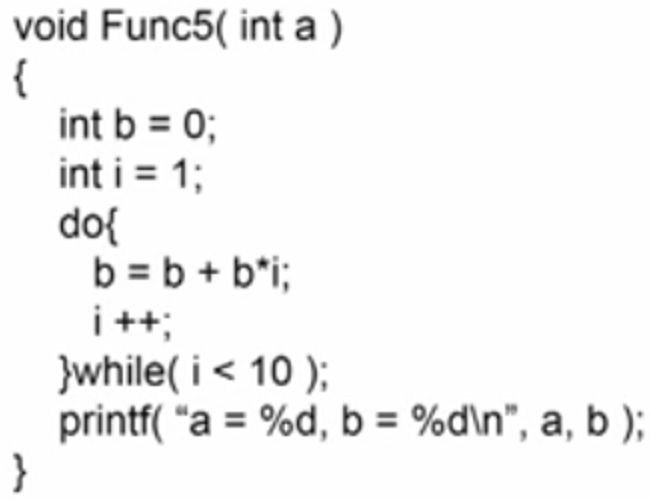 void Func5( int a )
{
int b = 0;
int i = 1;
do{
b = b + b*i;
i ++;
}while( i < 10 );
printf( “a = %d, b = %d\n”, a, b );
}